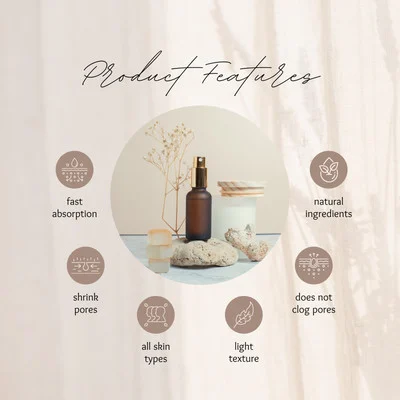 Product Features
fast
absorption
natural
ingredients
shrink
pores
does not
clog pores
all skin
types
light
texture